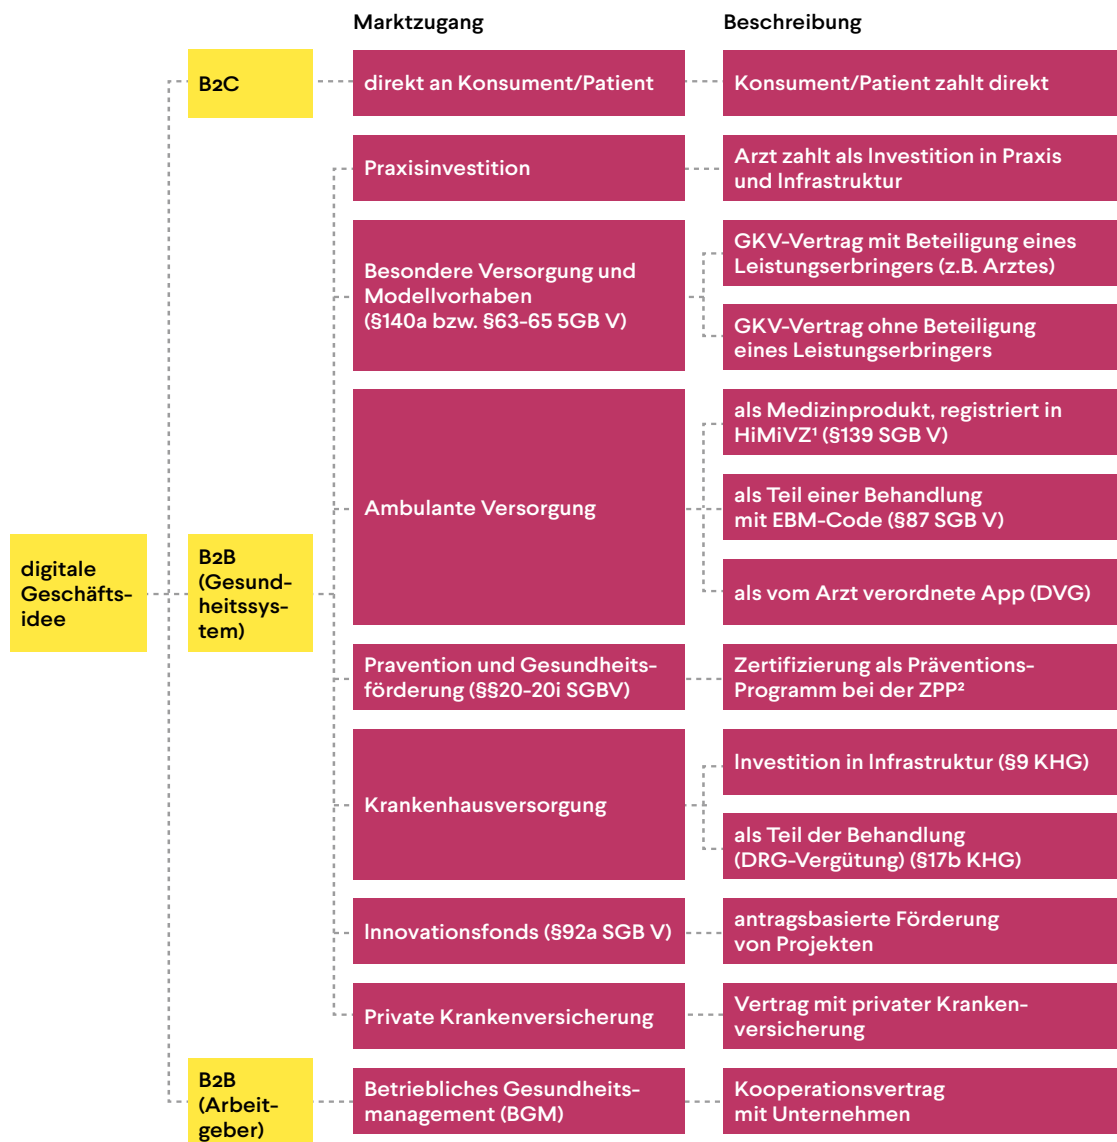 Marktzugang
Beschreibung
B2C
direkt an Konsument/Patient
Konsument/Patient zahlt direkt
Praxisinvestition
Arzt zahlt als Investition in Praxis
und Infrastruktur
Besondere Versorgung und
Modellvorhaben
(§140a bzw. §63-65 5GB V)
GKV-Vertrag mit Beteiligung eines
Leistungserbringers (z.B. Arztes)
GKV-Vertrag ohne Beteiligung
eines Leistungserbringers
digitale
Geschäfts-
idee
B2B
(Gesund-
heitssys-
tem)
Ambulante Versorgung
als Medizinprodukt, registriert in
HiMiVZ¹ (§139 SGB V)
als Teil einer Behandlung
mit EBM-Code (§87 SGB V)
als vom Arzt verordnete App (DVG)
Pravention und Gesundheits-
förderung (§§20-20i SGBV)
Zertifizierung als Präventions-
Programm bei der ZPP²
Krankenhausversorgung
Investition in Infrastruktur (§9 KHG)
als Teil der Behandlung
(DRG-Vergütung) (§17b KHG)
Innovationsfonds (§92a SGB V)
antragsbasierte Förderung
von Projekten
Private Krankenversicherung
Vertrag mit privater Kranken-
versicherung
B2B
(Arbeit-
geber)
Betriebliches Gesundheits-
management (BGM)
Kooperationsvertrag
mit Unternehmen